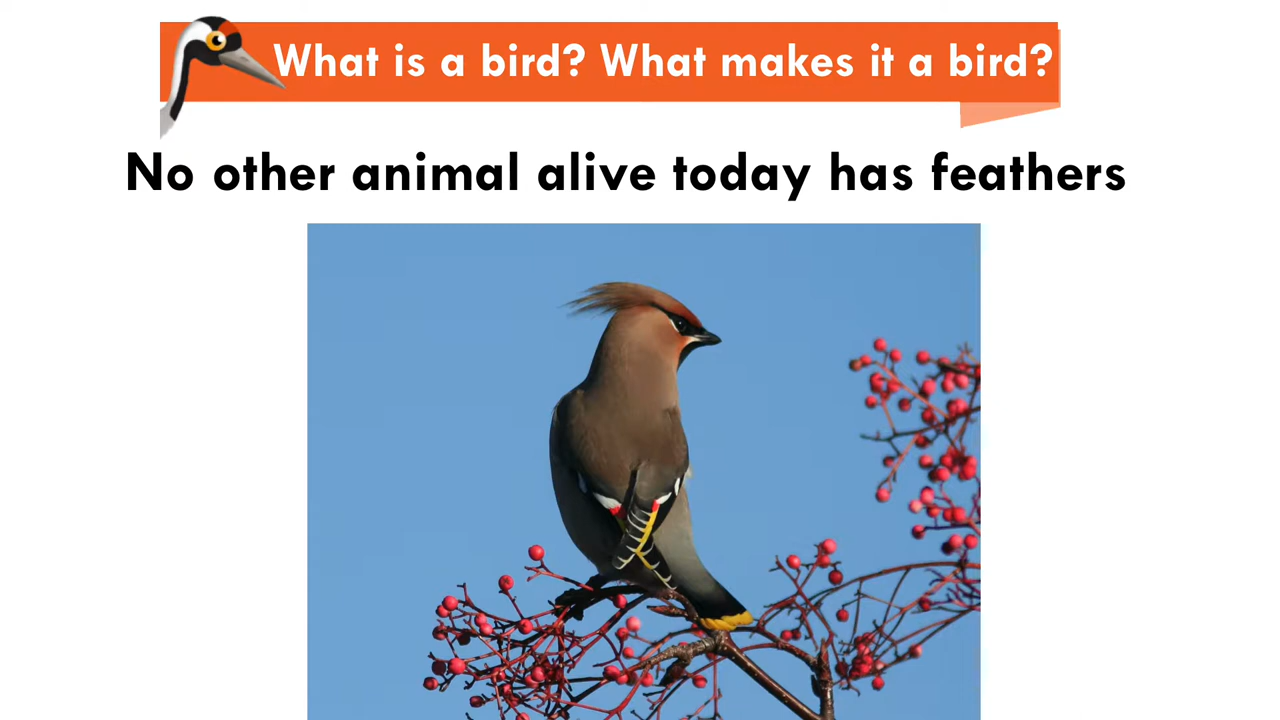 What is a bird? What makes it a bird?
No other animal alive today has feathers